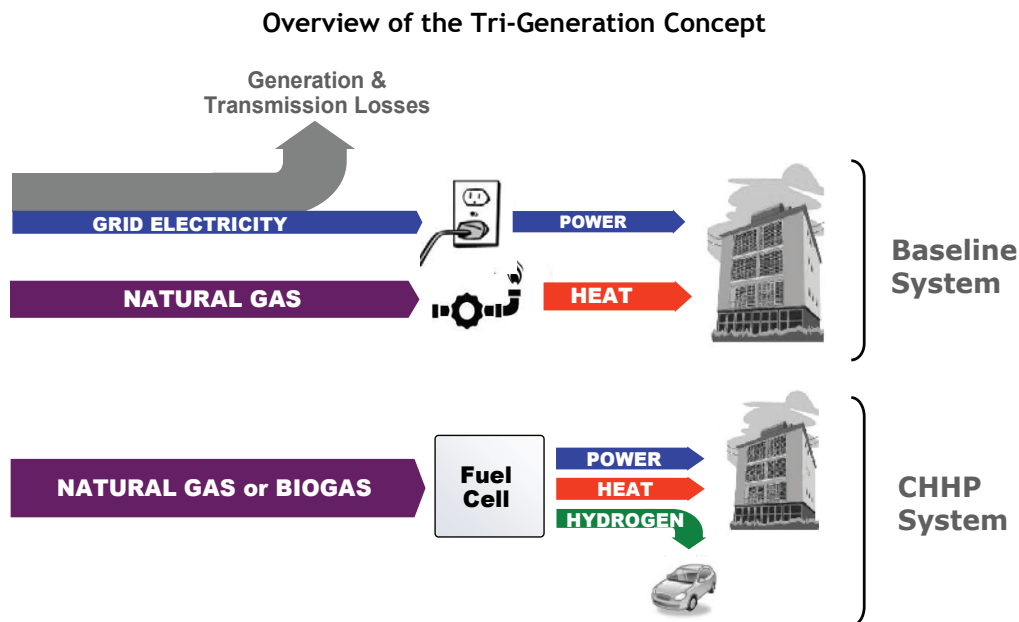 Overview of the Tri-Generation Concept
Generation &
Transmission Losses
GRID ELECTRICITY
POWER
NATURAL GAS
HEAT
Baseline
System
NATURAL GAS or BIOGAS
Fuel
Cell
POWER
HEAT
HYDROGEN
CHHP
System